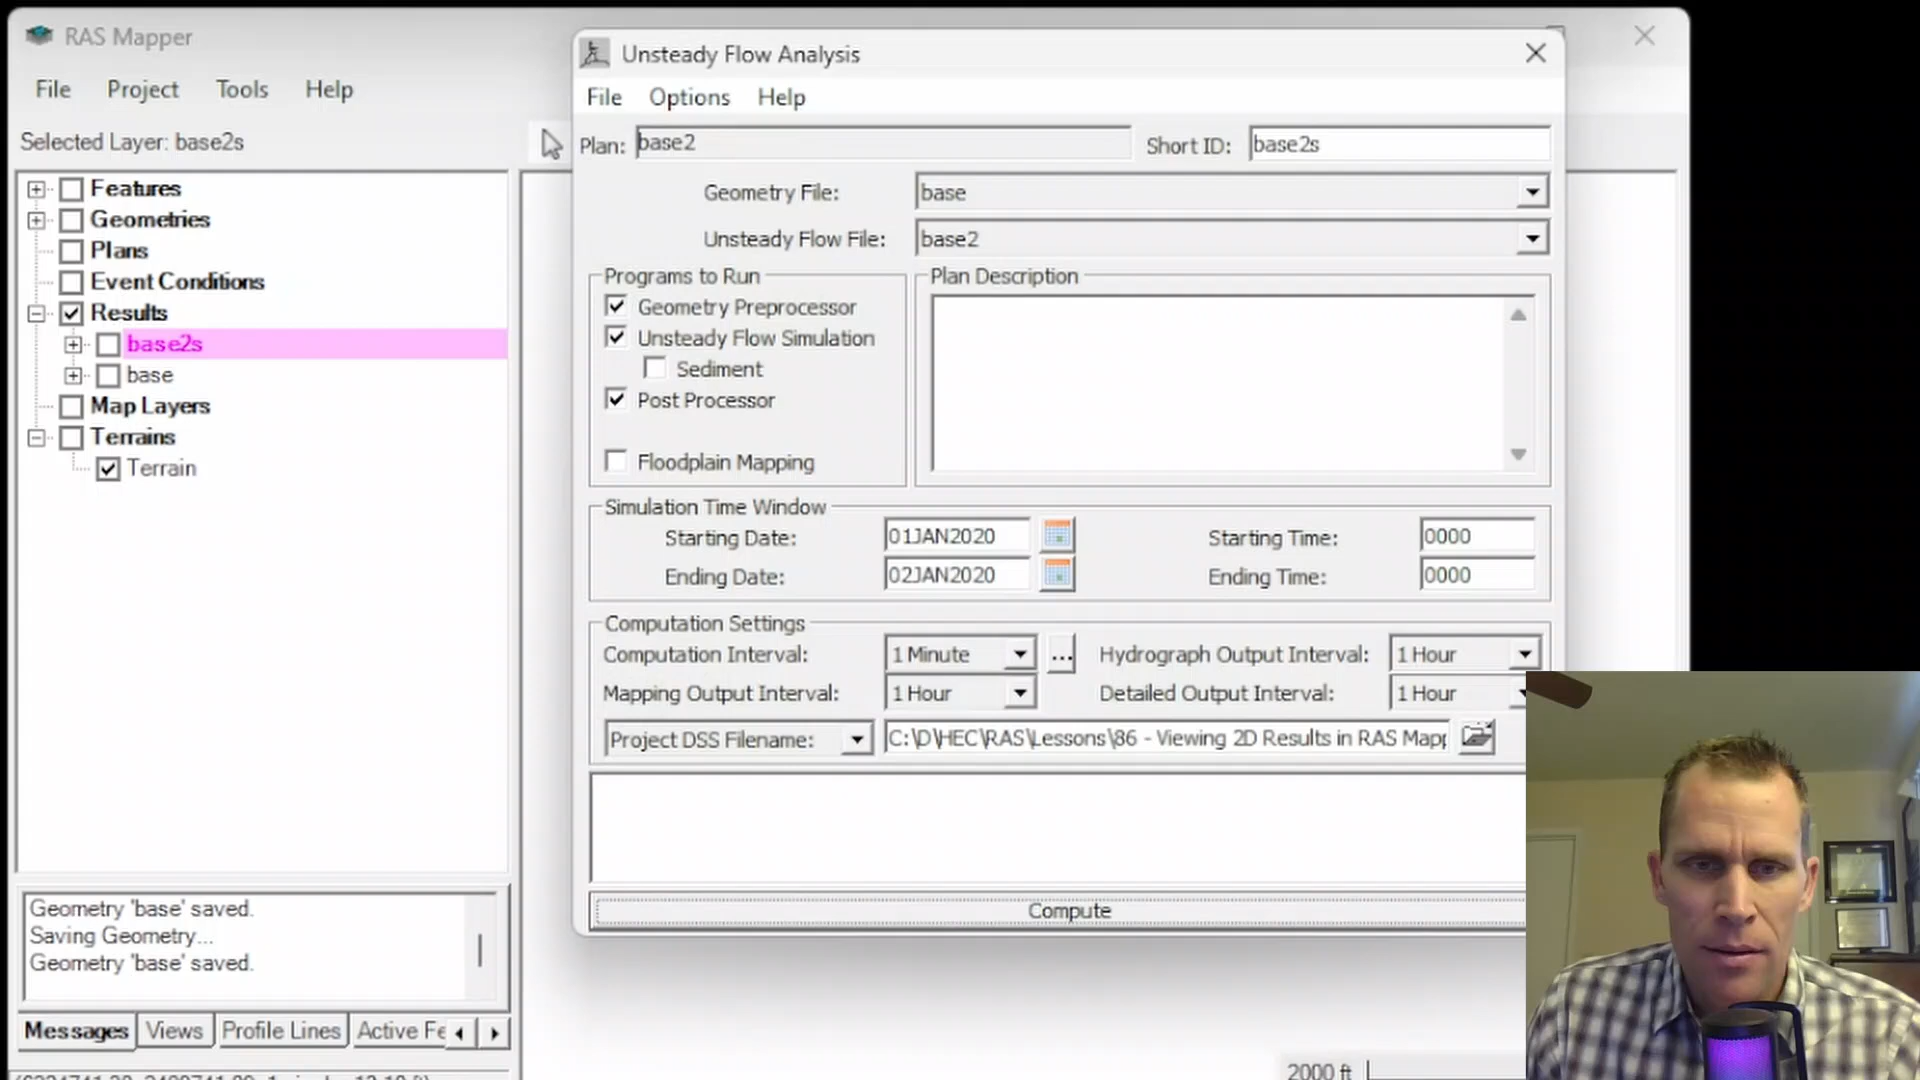 RAS Mapper
File Project Tools Help
Selected Layer: base2s
Features
Geometries
Plans
Event Conditions
Results
base2s
base
Map Layers
Terrains
Terrain
Geometry 'base' saved.
Saving Geometry...
Geometry 'base' saved.
Messages Views Profile Lines Active Fe
Unsteady Flow Analysis
File Options Help
Plan: base2 Short ID: base2s
Geometry File: base
Unsteady Flow File: base2
Programs to Run
Geometry Preprocessor
Unsteady Flow Simulation
Sediment
Post Processor
Floodplain Mapping
Plan Description
Simulation Time Window
Starting Date: 01JAN2020 Starting Time: 0000
Ending Date: 02JAN2020 Ending Time: 0000
Computation Settings
Computation Interval: 1 Minute ... Hydrograph Output Interval: 1 Hour
Mapping Output Interval: 1 Hour Detailed Output Interval: 1 Hour
Project DSS Filename: C:\D\HEC\RAS\Lessons\86 - Viewing 2D Results in RAS Mapp
Compute
2000 ft